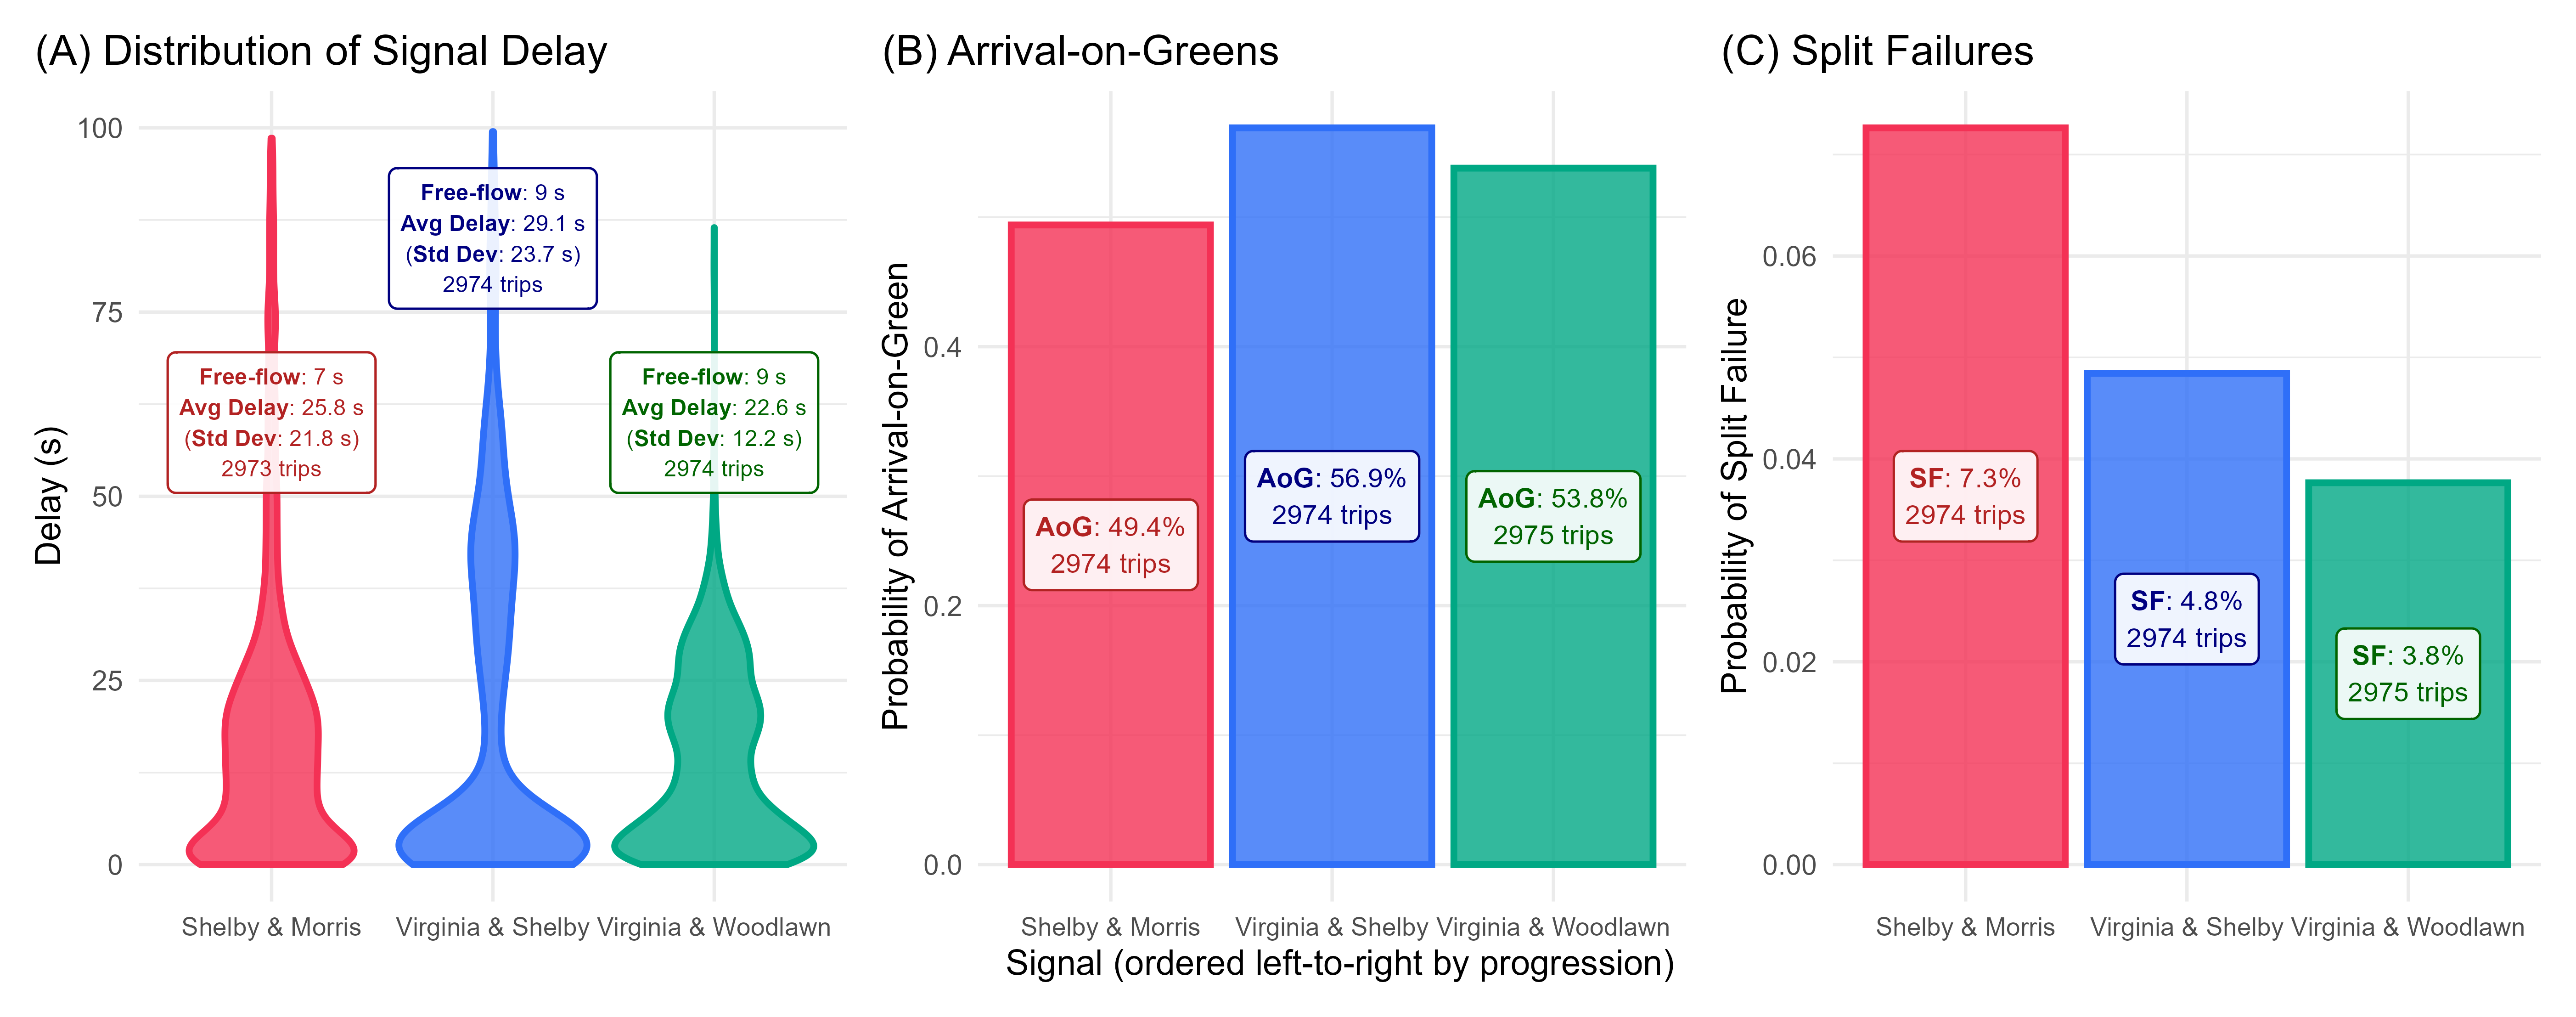 (A) Distribution of Signal Delay
Delay (s)
100
75
50
25
0
Free-flow: 7 s
Avg Delay: 25.8 s
(Std Dev: 21.8 s)
2973 trips
Free-flow: 9 s
Avg Delay: 29.1 s
(Std Dev: 23.7 s)
2974 trips
Free-flow: 9 s
Avg Delay: 22.6 s
(Std Dev: 12.2 s)
2974 trips
Shelby & Morris
Virginia & Shelby
Virginia & Woodlawn
(B) Arrival-on-Greens
Probability of Arrival-on-Green
0.4
0.2
0.0
AoG: 49.4%
2974 trips
AoG: 56.9%
2974 trips
AoG: 53.8%
2975 trips
Shelby & Morris
Virginia & Shelby
Virginia & Woodlawn
Signal (ordered left-to-right by progression)
(C) Split Failures
Probability of Split Failure
0.06
0.04
0.02
0.00
SF: 7.3%
2974 trips
SF: 4.8%
2974 trips
SF: 3.8%
2975 trips
Shelby & Morris
Virginia & Shelby
Virginia & Woodlawn